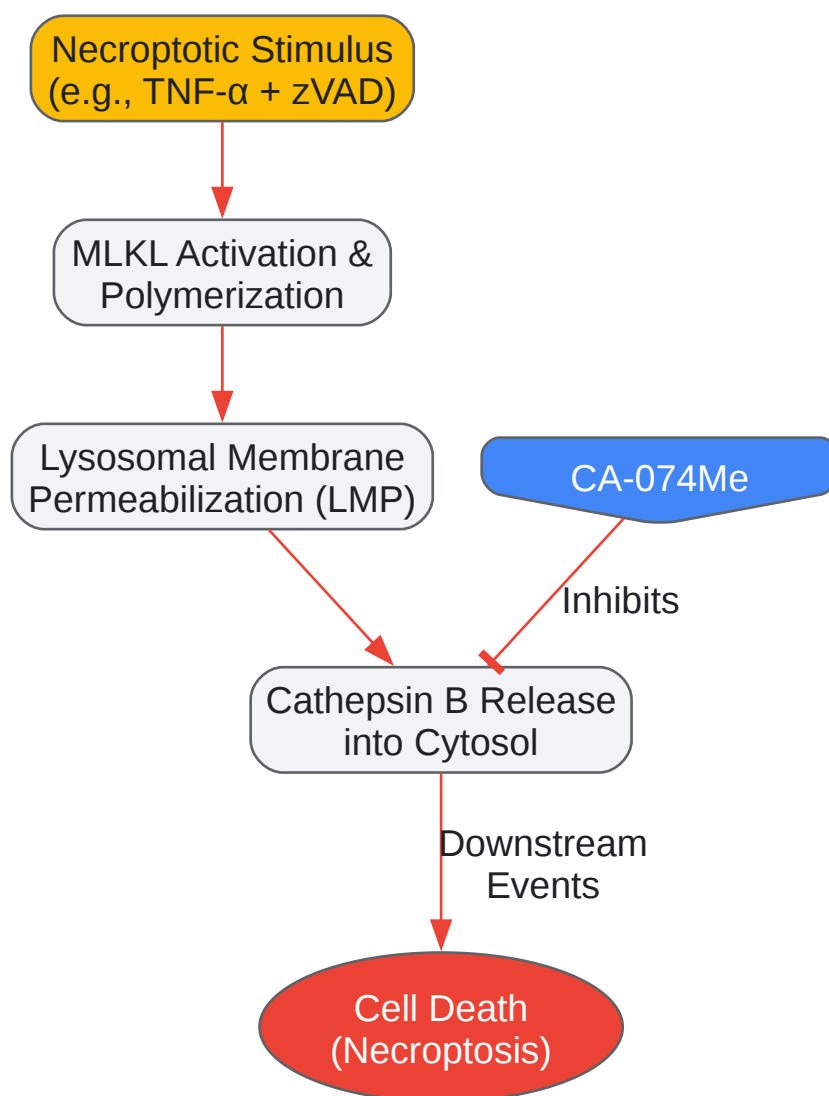 Necroptotic Stimulus
(e.g., TNF-α + zVAD)
MLKL Activation &
Polymerization
Lysosomal Membrane
Permeabilization (LMP)
CA-074Me
Inhibits
Cathepsin B Release
into Cytosol
Downstream
Events
Cell Death
(Necroptosis)